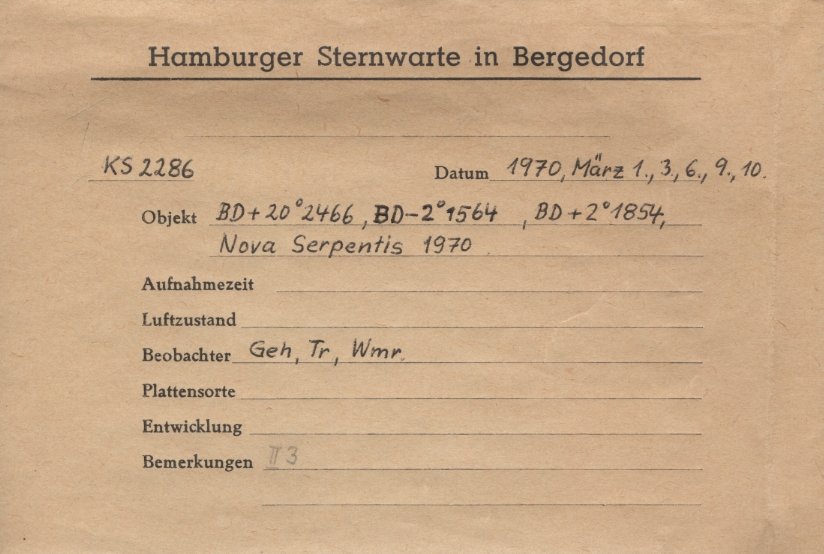 Hamburger Sternwarte in Bergedorf
KS 2286 Datum 1970, März 1., 3., 6., 9., 10.
Objekt BD+20°2466, BD-2°1564, BD+2°1854,
Nova Serpentis 1970
Aufnahmezeit
Luftzustand
Beobachter Geh, Tr, Wmr.
Plattensorte
Entwicklung
Bemerkungen II 3